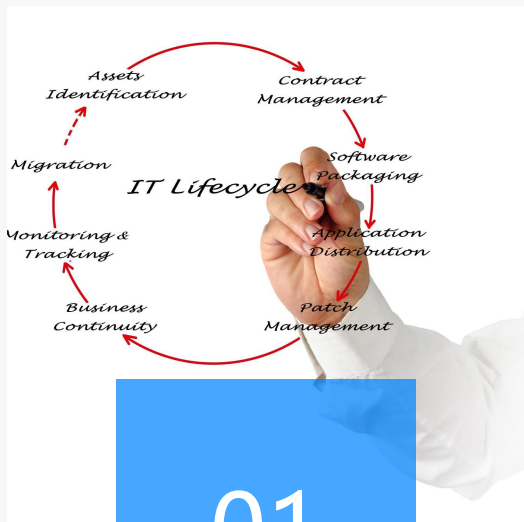 Assets
Identification
Contract
Management
Software
Packaging
Application
Distribution
Patch
Management
Business
Continuity
Monitoring &
Tracking
Migration
IT Lifecycle
01